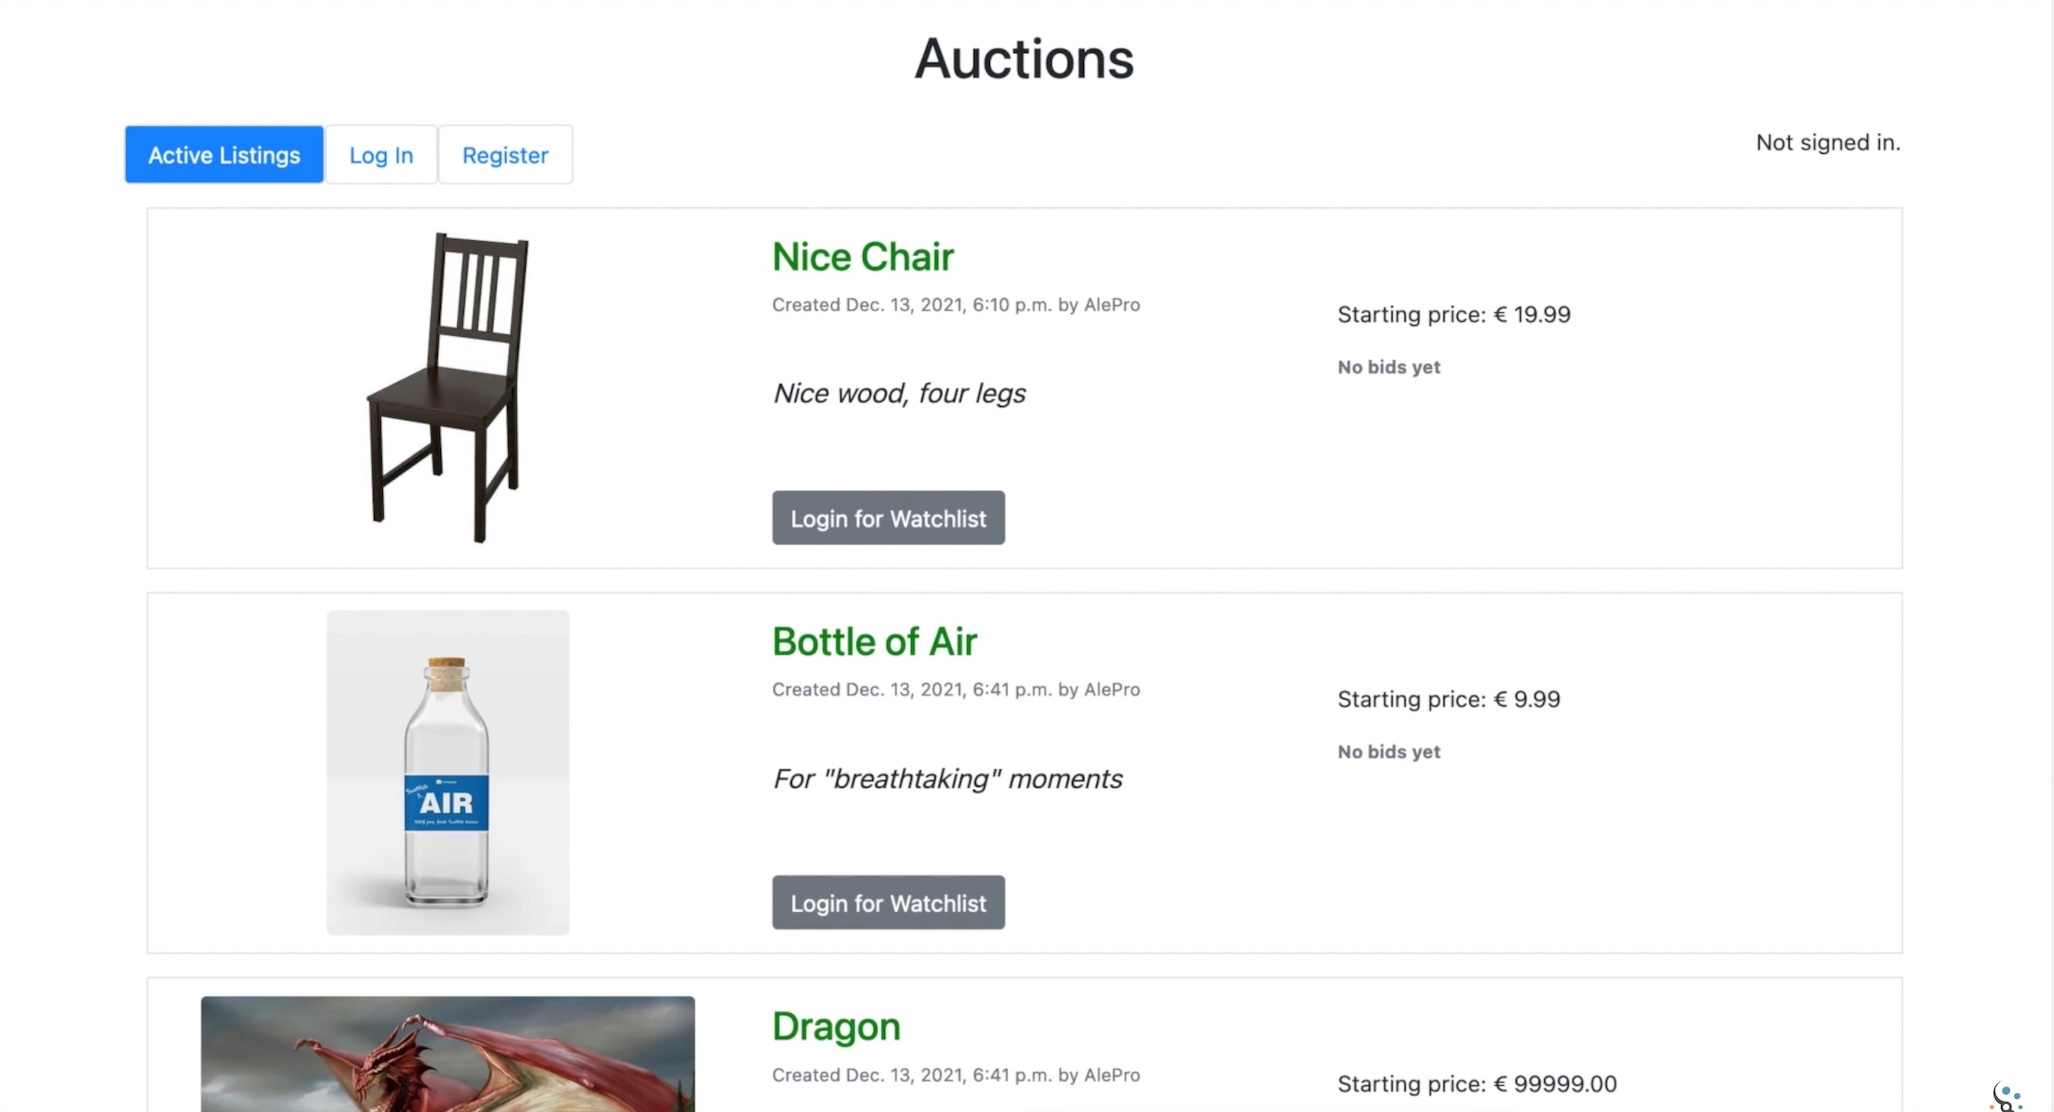 Auctions
Active Listings
Log In
Register
Not signed in.
Nice Chair
Created Dec. 13, 2021, 6:10 p.m. by AlePro
Starting price: € 19.99
No bids yet
Nice wood, four legs
Login for Watchlist
Bottle of Air
Created Dec. 13, 2021, 6:41 p.m. by AlePro
Starting price: € 9.99
No bids yet
For "breathtaking" moments
AIR
Login for Watchlist
Dragon
Created Dec. 13, 2021, 6:41 p.m. by AlePro
Starting price: € 99999.00